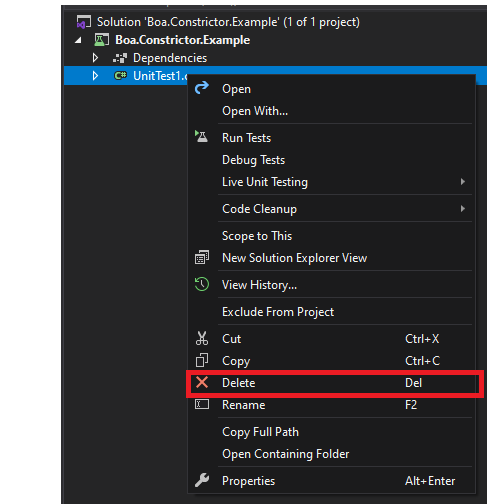 Solution 'Boa.Constrictor.Example' (1 of 1 project)
Boa.Constrictor.Example
Dependencies
C# UnitTest1.c
Open
Open With...
Run Tests
Debug Tests
Live Unit Testing
Code Cleanup
Scope to This
New Solution Explorer View
View History...
Exclude From Project
Cut Ctrl+X
Copy Ctrl+C
Delete Del
Rename F2
Copy Full Path
Open Containing Folder
Properties Alt+Enter